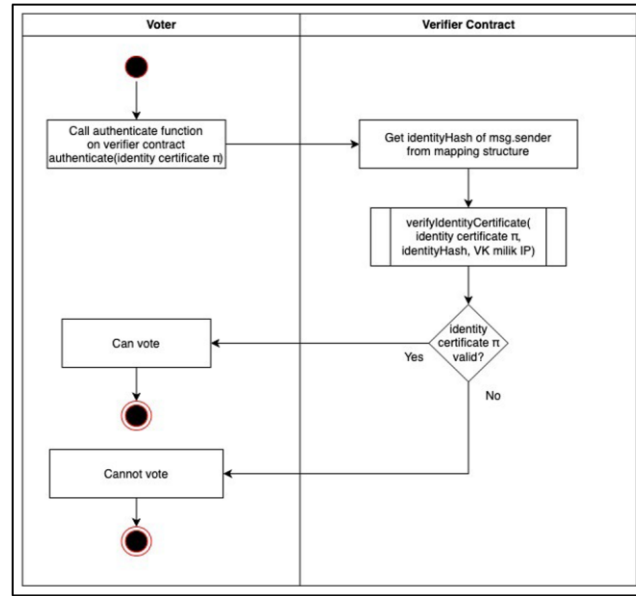 Voter
Verifier Contract
Call authenticate function
on verifier contract
authenticate(identity certificate π)
Get identityHash of msg.sender
from mapping structure
verifyIdentityCertificate(
identity certificate π,
identityHash, VK milik IP)
identity
certificate π
valid?
Yes
Can vote
No
Cannot vote